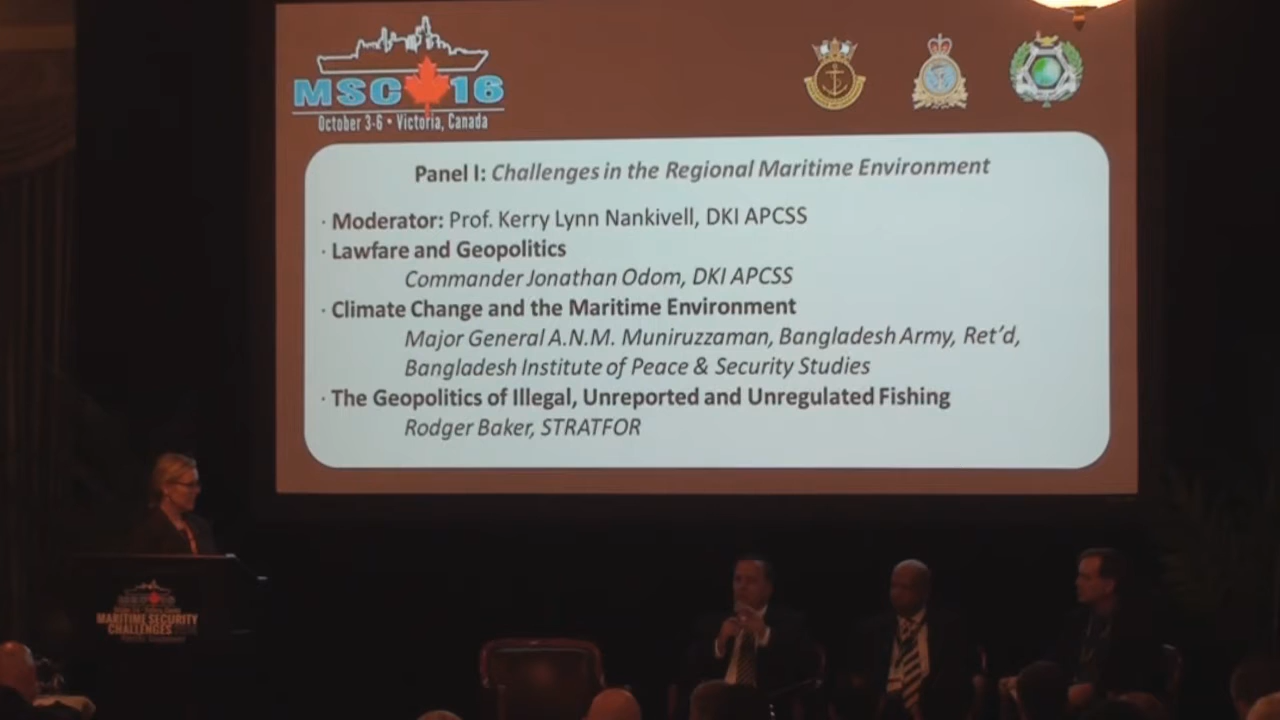 MSC 16
October 3-6 • Victoria, Canada
Panel I: Challenges in the Regional Maritime Environment
· Moderator: Prof. Kerry Lynn Nankivell, DKI APCSS
· Lawfare and Geopolitics
Commander Jonathan Odom, DKI APCSS
· Climate Change and the Maritime Environment
Major General A.N.M. Muniruzzaman, Bangladesh Army, Ret’d,
Bangladesh Institute of Peace & Security Studies
· The Geopolitics of Illegal, Unreported and Unregulated Fishing
Rodger Baker, STRATFOR
MARITIME SECURITY
CHALLENGES